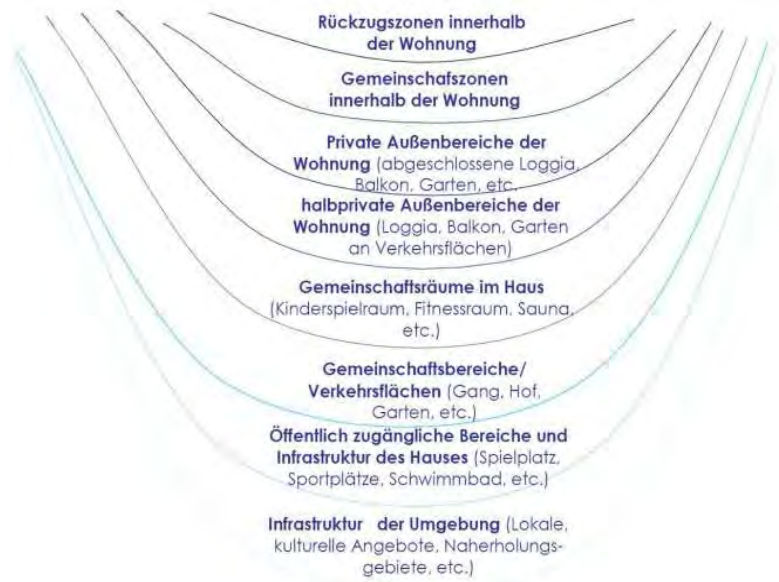 Rückzugszonen innerhalb
der Wohnung
Gemeinschafszonen
innerhalb der Wohnung
Private Außenbereiche der
Wohnung (abgeschlossene Loggia,
Balkon, Garten, etc.
halbprivate Außenbereiche der
Wohnung (Loggia, Balkon, Garten
an Verkehrsflächen)
Gemeinschaftsräume im Haus
(Kinderspielraum, Fitnessraum, Sauna,
etc.)
Gemeinschaftsbereiche/
Verkehrsflächen (Gang, Hof,
Garten, etc.)
Öffentlich zugängliche Bereiche und
Infrastruktur des Hauses (Spielplatz,
Sportplätze, Schwimmbad, etc.)
Infrastruktur der Umgebung (Lokale,
kulturelle Angebote, Naherholungs-
gebiete, etc.)